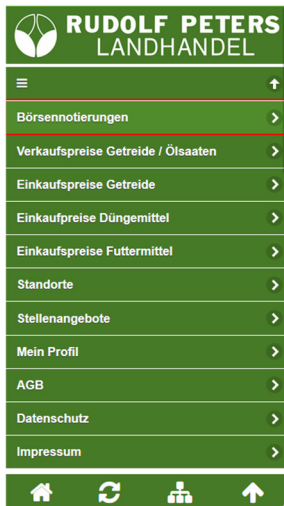 RUDOLF PETERS
LANDHANDEL
Börsennotierungen
Verkaufspreise Getreide / Ölsaaten
Einkaufspreise Getreide
Einkaufpreise Düngemittel
Einkaufspreise Futtermittel
Standorte
Stellenangebote
Mein Profil
AGB
Datenschutz
Impressum